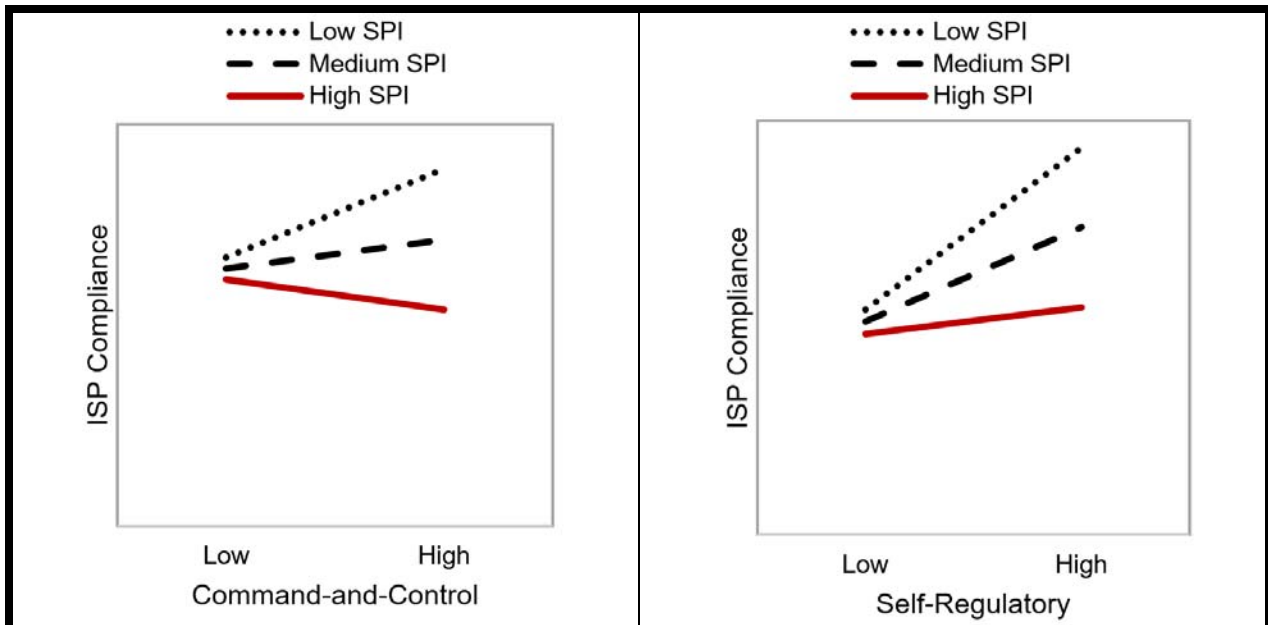 Low SPI
Medium SPI
High SPI
ISP Compliance
Low High
Command-and-Control
Low SPI
Medium SPI
High SPI
ISP Compliance
Low High
Self-Regulatory